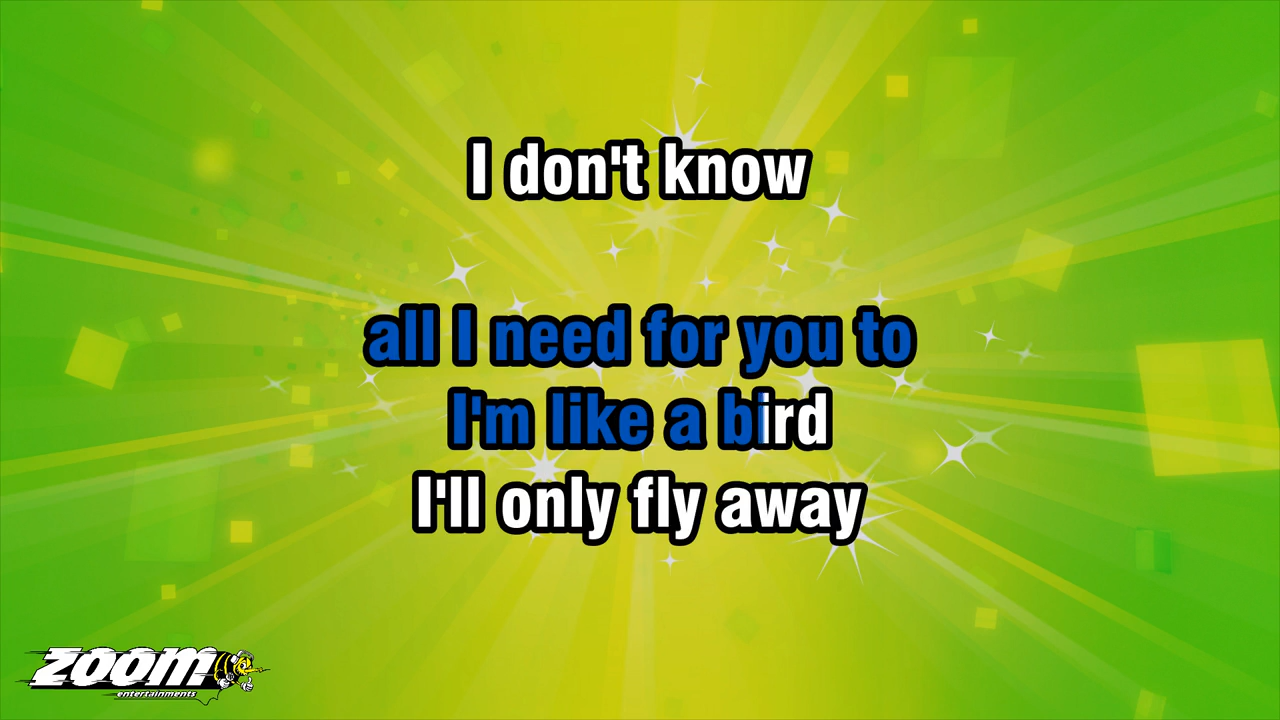 I don't know
all I need for you to
I'm like a bird
I'll only fly away
ZOOM
entertainments